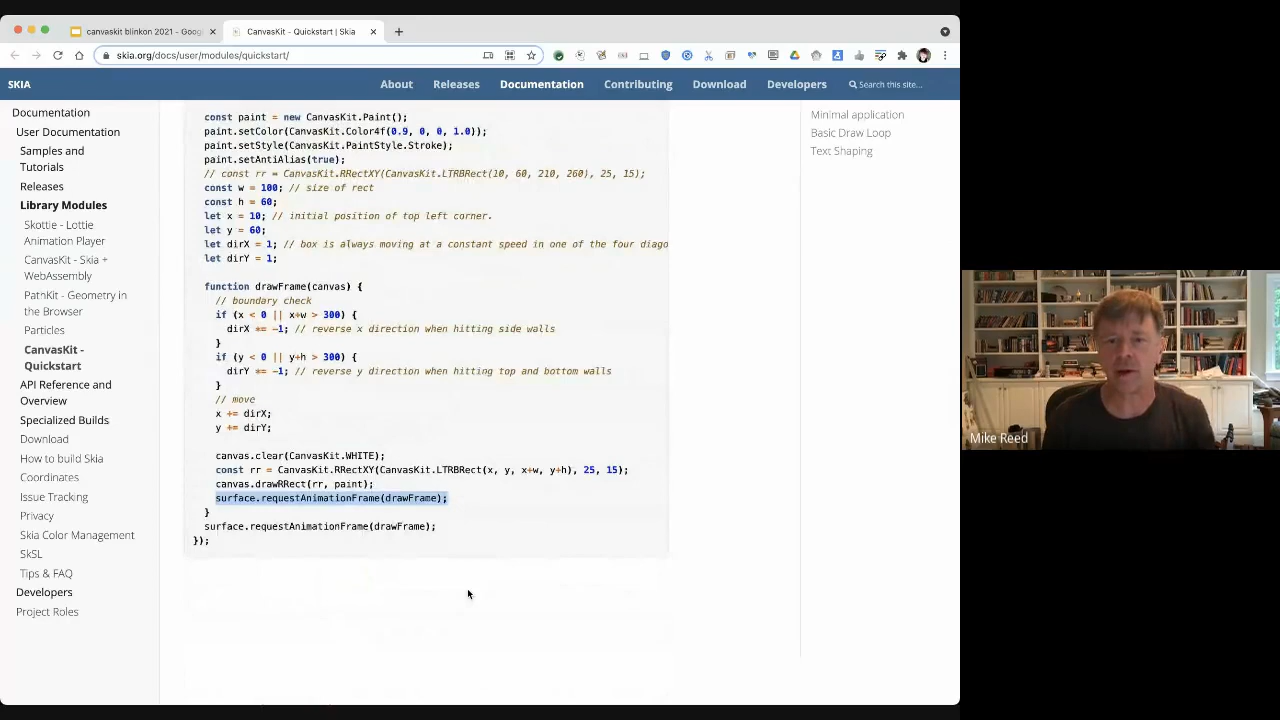 canvaskit blinkon 2021 - Goog
CanvasKit - Quickstart | Skia
skia.org/docs/user/modules/quickstart/
SKIA
About
Releases
Documentation
Contributing
Download
Developers
Search this site...
Documentation
User Documentation
Samples and
Tutorials
Releases
Library Modules
Skottie - Lottie
Animation Player
CanvasKit - Skia +
WebAssembly
PathKit - Geometry in
the Browser
Particles
CanvasKit -
Quickstart
API Reference and
Overview
Specialized Builds
Download
How to build Skia
Coordinates
Issue Tracking
Privacy
Skia Color Management
SkSL
Tips & FAQ
Developers
Project Roles
const paint = new CanvasKit.Paint();
paint.setColor(CanvasKit.Color4f(0.9, 0, 0, 1.0));
paint.setStyle(CanvasKit.PaintStyle.Stroke);
paint.setAntiAlias(true);
// const rr = CanvasKit.RRectXY(CanvasKit.LTRBRect(10, 60, 210, 260), 25, 15);
const w = 100; // size of rect
const h = 60;
let x = 10; // initial position of top left corner.
let y = 60;
let dirX = 1; // box is always moving at a constant speed in one of the four diago
let dirY = 1;
function drawFrame(canvas) {
// boundary check
if (x < 0 || x+w > 300) {
dirX *= -1; // reverse x direction when hitting side walls
}
if (y < 0 || y+h > 300) {
dirY *= -1; // reverse y direction when hitting top and bottom walls
}
// move
x += dirX;
y += dirY;
canvas.clear(CanvasKit.WHITE);
const rr = CanvasKit.RRectXY(CanvasKit.LTRBRect(x, y, x+w, y+h), 25, 15);
canvas.drawRRect(rr, paint);
surface.requestAnimationFrame(drawFrame);
}
surface.requestAnimationFrame(drawFrame);
});
Minimal application
Basic Draw Loop
Text Shaping
Mike Reed